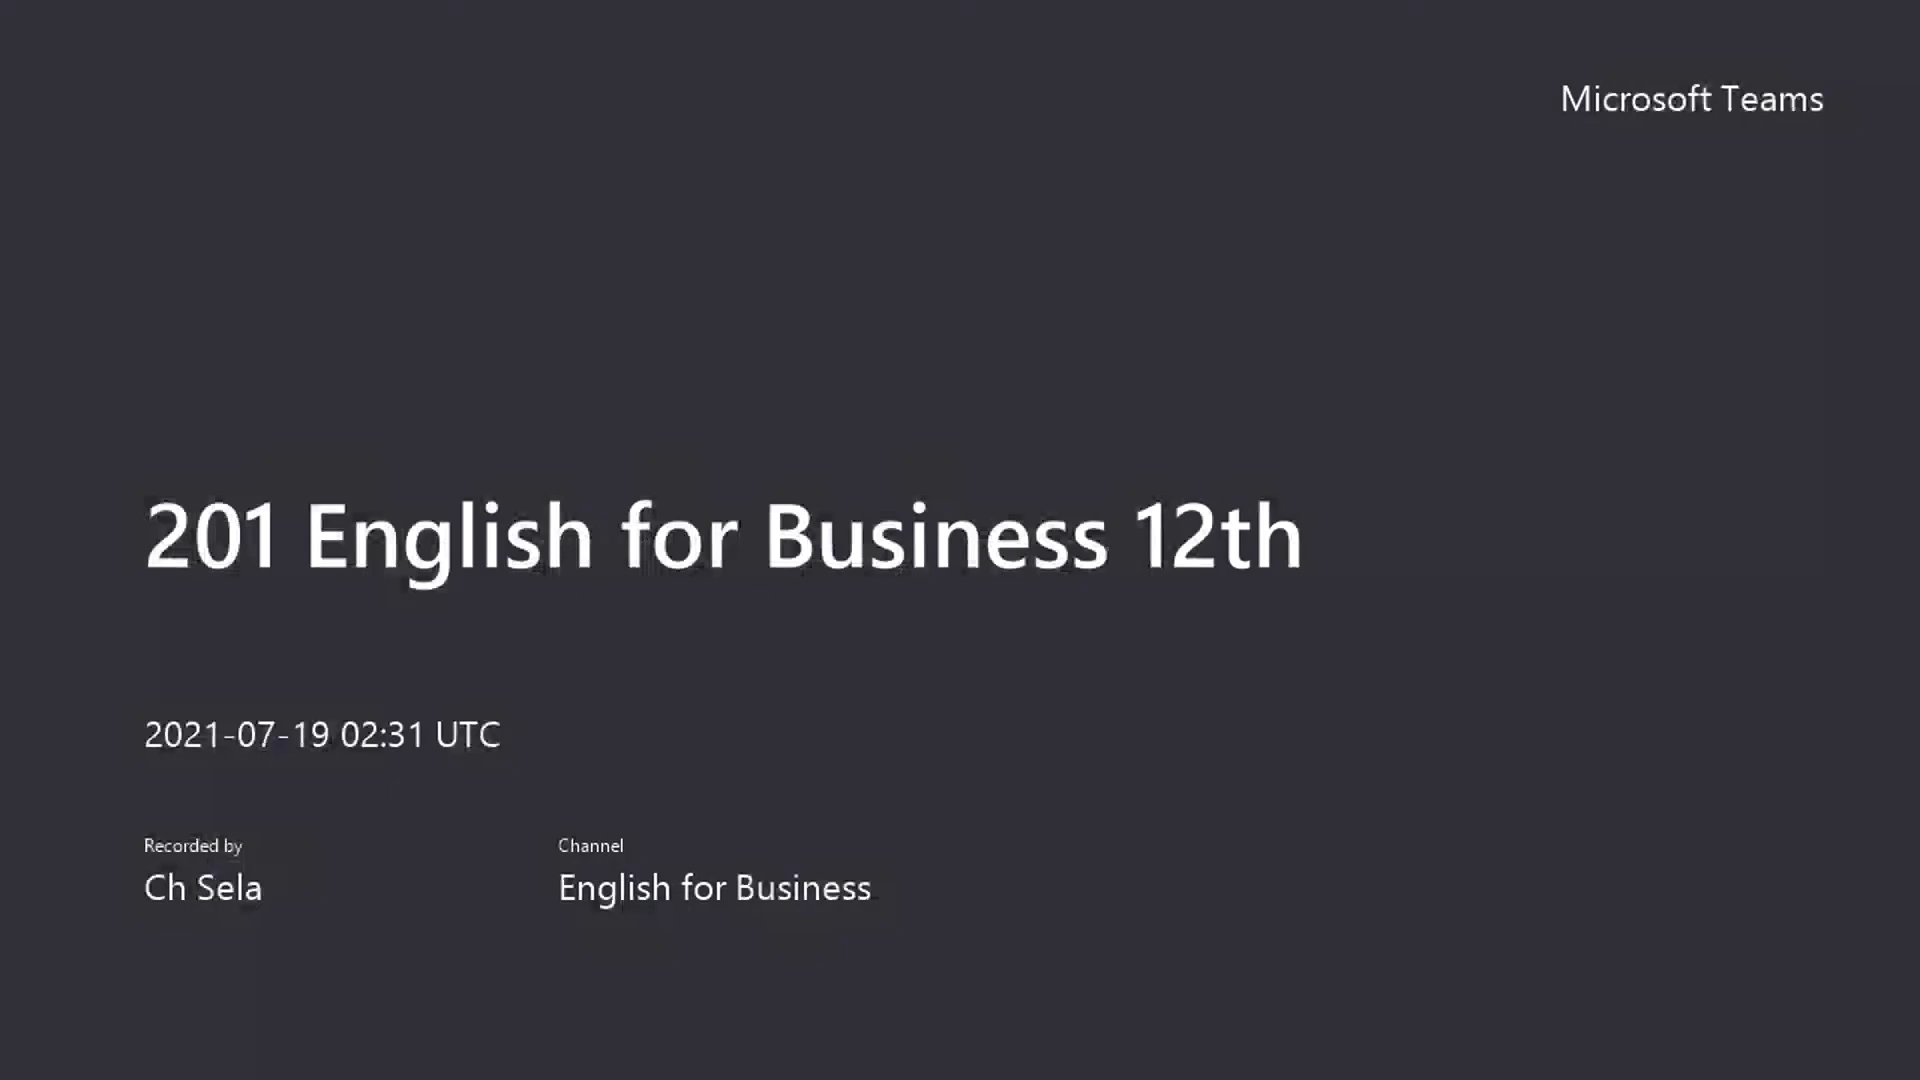 Microsoft Teams
201 English for Business 12th
2021-07-19 02:31 UTC
Recorded by
Ch Sela
Channel
English for Business